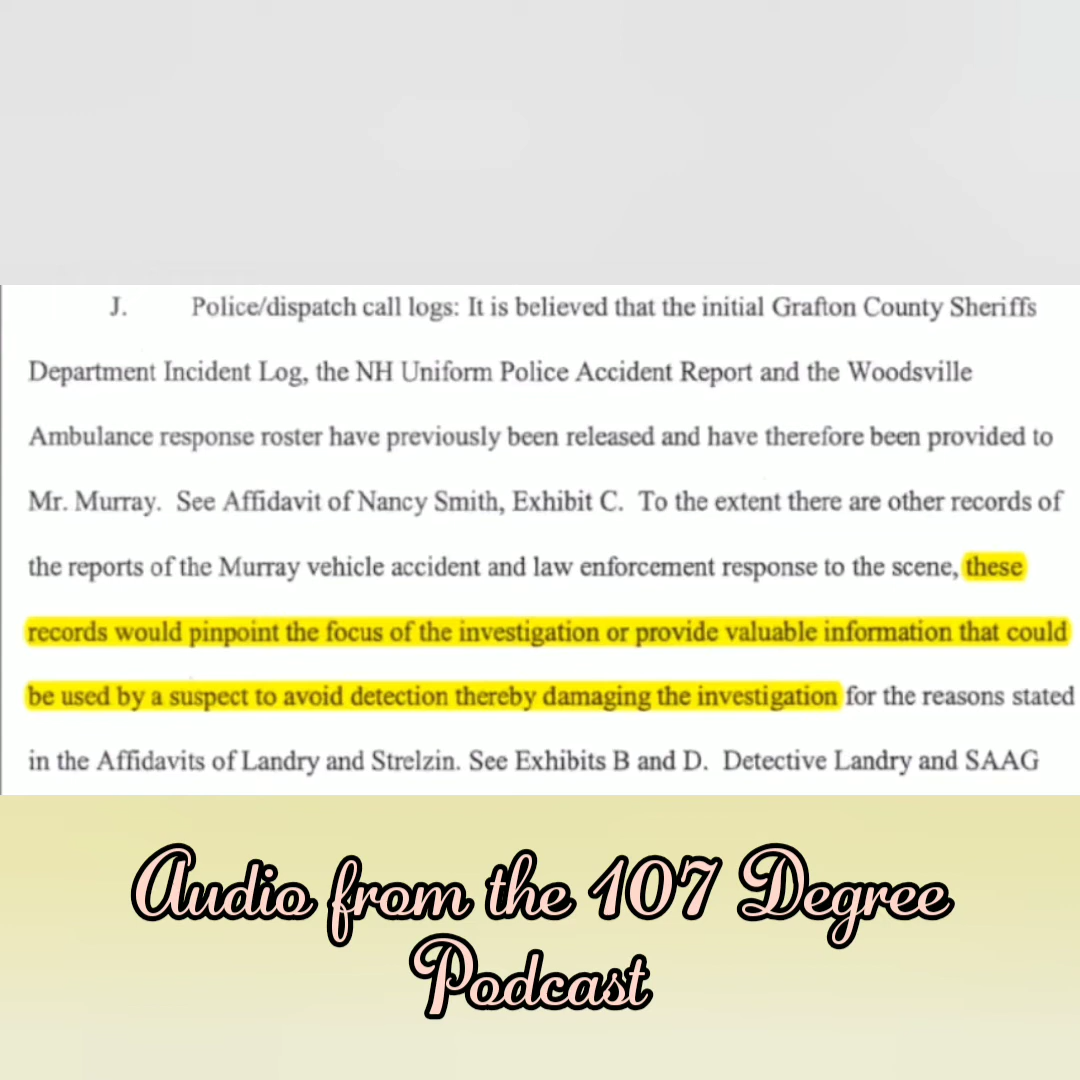 J. Police/dispatch call logs: It is believed that the initial Grafton County Sheriffs
Department Incident Log, the NH Uniform Police Accident Report and the Woodsville
Ambulance response roster have previously been released and have therefore been provided to
Mr. Murray. See Affidavit of Nancy Smith, Exhibit C. To the extent there are other records of
the reports of the Murray vehicle accident and law enforcement response to the scene, these
records would pinpoint the focus of the investigation or provide valuable information that could
be used by a suspect to avoid detection thereby damaging the investigation for the reasons stated
in the Affidavits of Landry and Strelzin. See Exhibits B and D. Detective Landry and SAAG
Audio from the 107 Degree
Podcast